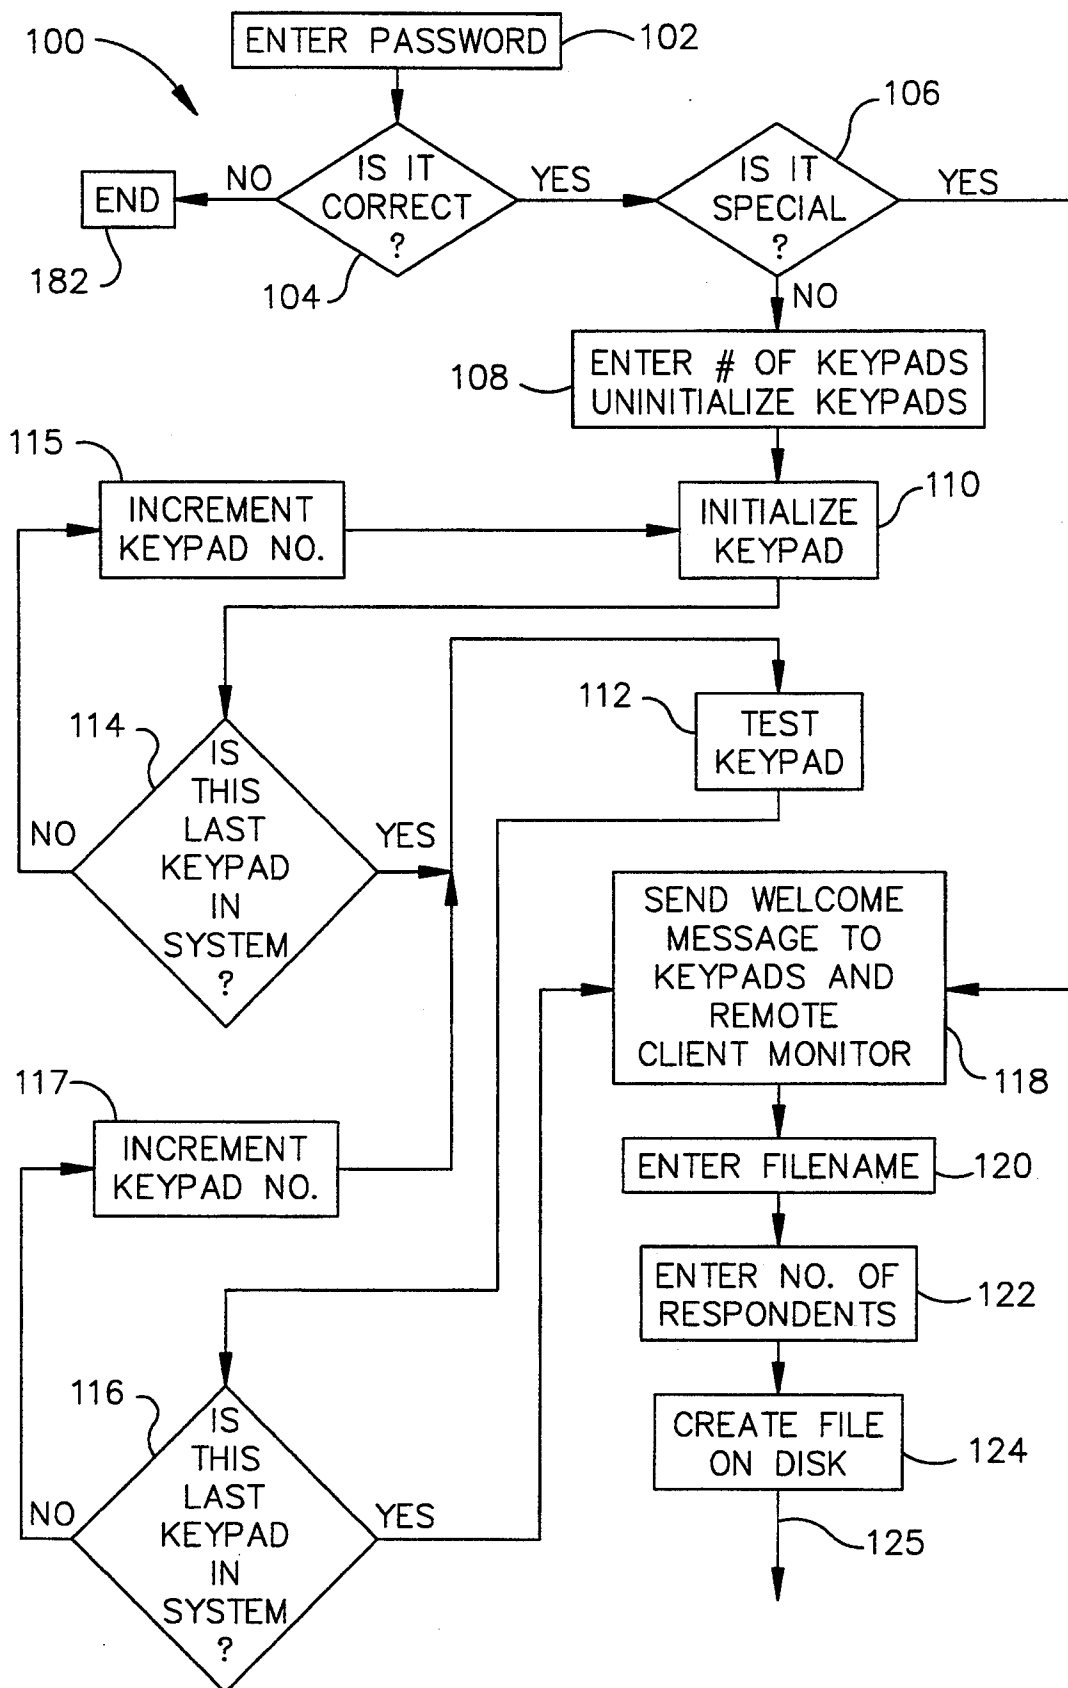 100
ENTER PASSWORD
102
106
IS IT
CORRECT
?
NO
YES
END
182
104
IS IT
SPECIAL
?
YES
NO
108
ENTER # OF KEYPADS
UNINITIALIZE KEYPADS
115
INCREMENT
KEYPAD NO.
INITIALIZE
KEYPAD
110
114
IS
THIS
LAST
KEYPAD
IN
SYSTEM
?
NO
YES
112
TEST
KEYPAD
SEND WELCOME
MESSAGE TO
KEYPADS AND
REMOTE
CLIENT MONITOR
118
117
INCREMENT
KEYPAD NO.
ENTER FILENAME
120
ENTER NO. OF
RESPONDENTS
122
116
IS
THIS
LAST
KEYPAD
IN
SYSTEM
?
NO
YES
CREATE FILE
ON DISK
124
125